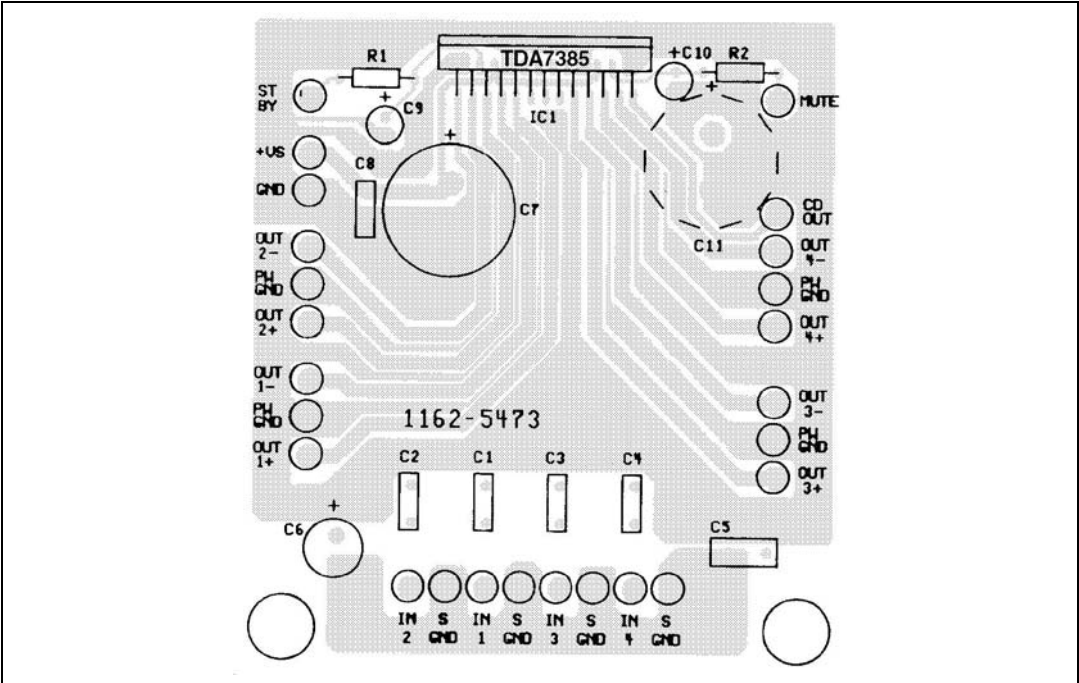 TDA7385
IC1
R1
+
C9
ST
BY
+VS
GND
C8
+
C7
+C10
R2
+
MUTE
C11
CD
OUT
OUT
2-
PW
GND
OUT
2+
OUT
1-
PW
GND
OUT
1+
OUT
4-
PW
GND
OUT
4+
OUT
3-
PW
GND
OUT
3+
1162-5473
C2
C1
C3
C4
+
C6
C5
IN
2
S
GND
IN
1
S
GND
IN
3
S
GND
IN
4
S
GND